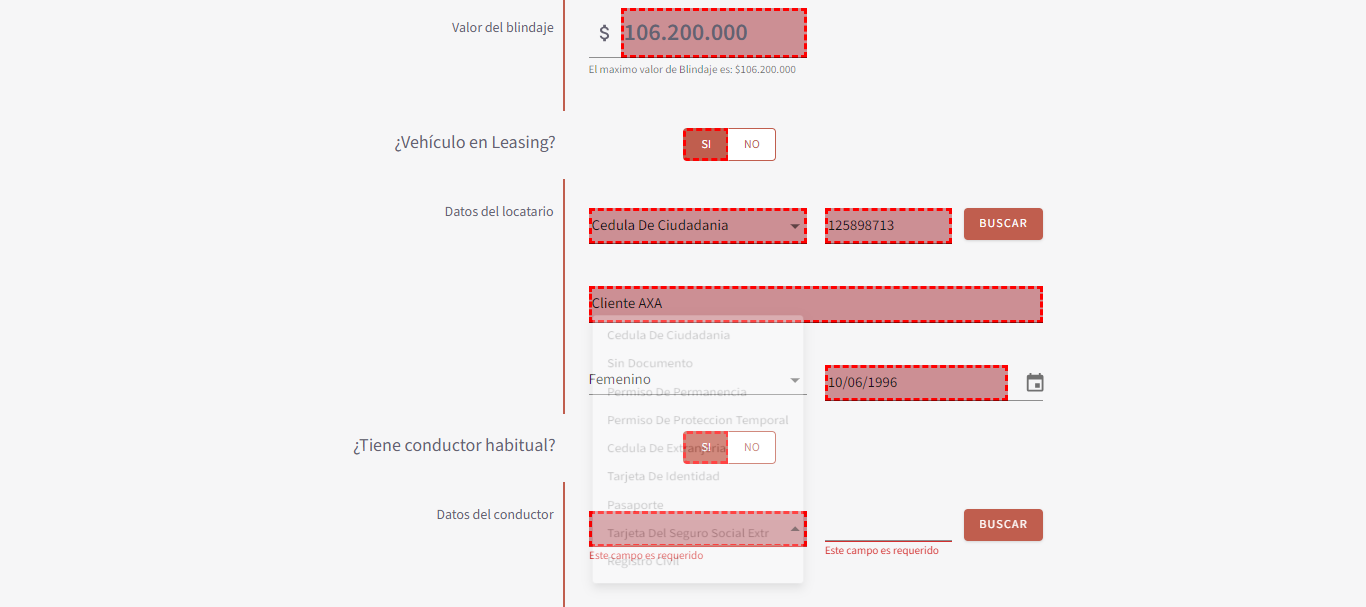 Valor del blindaje
$ 106.200.000
El maximo valor de Blindaje es: $106.200.000
¿Vehículo en Leasing?
SI NO
Datos del locatario
Cedula De Ciudadania
125898713
BUSCAR
Cliente AXA
Cedula De Ciudadania
Sin Documento
Femenino
10/06/1996
Permiso De Permanencia
Permiso De Proteccion Temporal
¿Tiene conductor habitual?
SI NO
Cedula De Extranjeria
Tarjeta De Identidad
Pasaporte
Datos del conductor
BUSCAR
Tarjeta Del Seguro Social Extr
Este campo es requerido
Este campo es requerido
Registro Civil